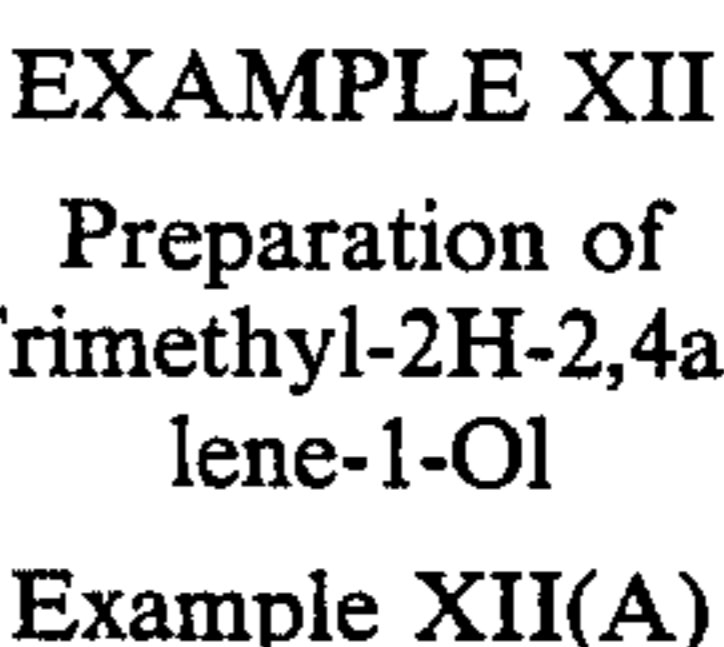 EXAMPLE XII
Preparation of
rimethyl-2H-2,4a
lene-1-Ol
Example XII(A)